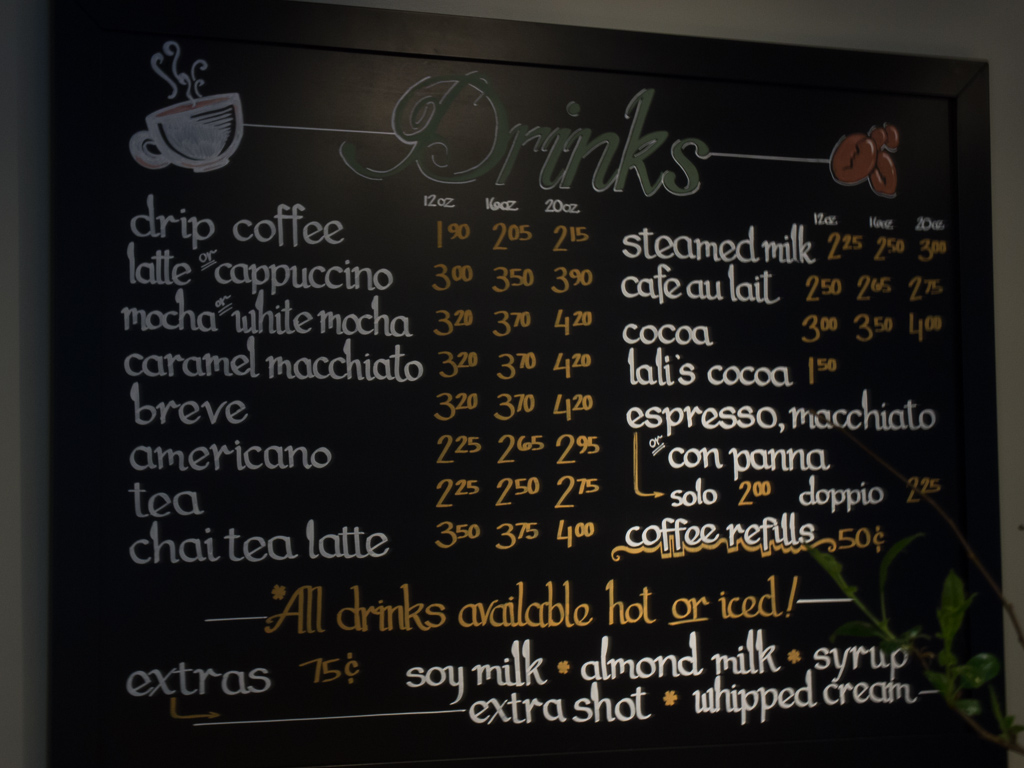 Drinks
12oz 16oz 20oz
drip coffee 1 90 2 05 2 15
latte or cappuccino 3 00 3 50 3 90
mocha or white mocha 3 20 3 70 4 20
caramel macchiato 3 20 3 70 4 20
breve 3 20 3 70 4 20
americano 2 25 2 65 2 95
tea 2 25 2 50 2 75
chai tea latte 3 50 3 75 4 00
12oz. 16oz. 20oz.
steamed milk 2 25 2 50 3 00
café au lait 2 50 2 65 2 75
cocoa 3 00 3 50 4 00
lali's cocoa 1 50
espresso, macchiato
or con panna
solo 2 00 doppio 2 25
coffee refills 50¢
*All drinks available hot or iced!
extras 75¢
soy milk * almond milk * syrup
extra shot * whipped cream